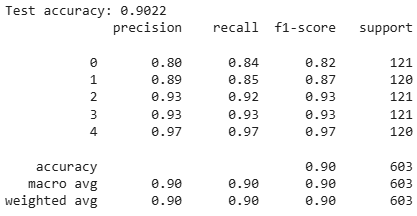 Test accuracy: 0.9022
precision recall f1-score support
0 0.80 0.84 0.82 121
1 0.89 0.85 0.87 120
2 0.93 0.92 0.93 121
3 0.93 0.93 0.93 121
4 0.97 0.97 0.97 120
accuracy 0.90 603
macro avg 0.90 0.90 0.90 603
weighted avg 0.90 0.90 0.90 603